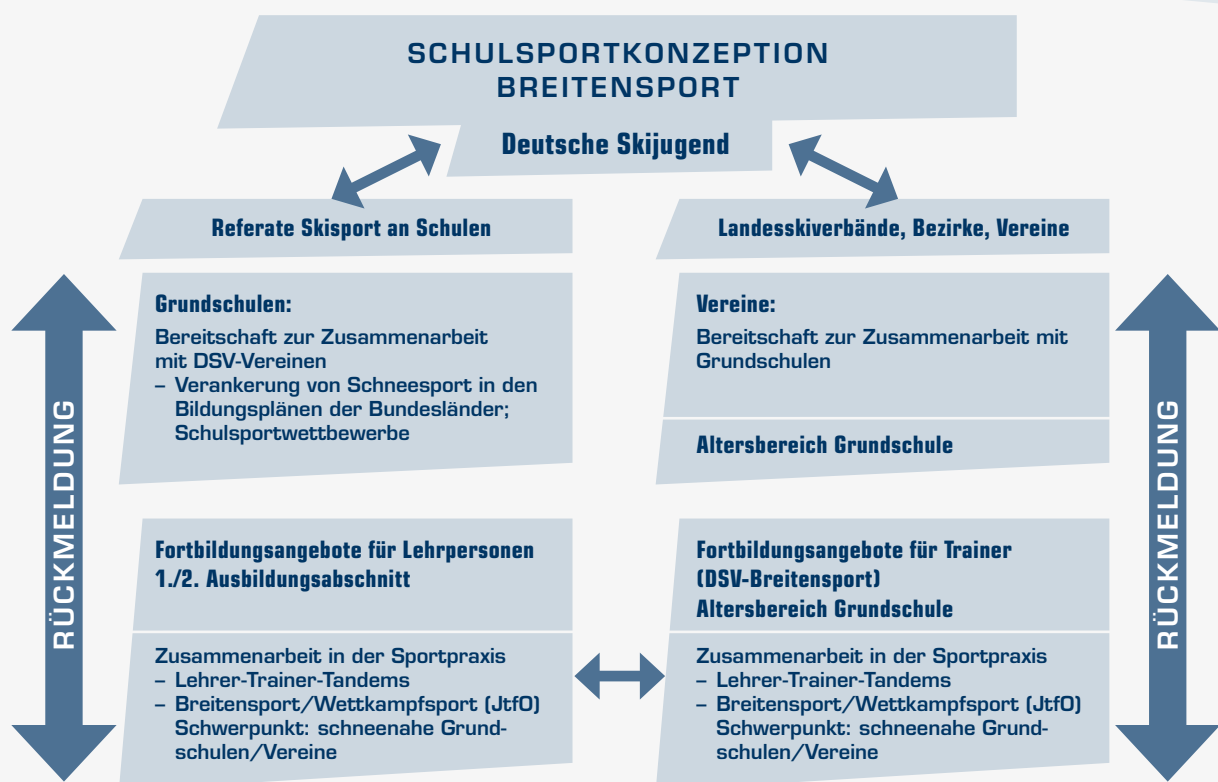 SCHULSPORTKONZEPTION
BREITENSPORT
Deutsche Skijugend
Referate Skisport an Schulen
Landesskiverbände, Bezirke, Vereine
RÜCKMELDUNG
Grundschulen:
Bereitschaft zur Zusammenarbeit
mit DSV-Vereinen
– Verankerung von Schneesport in den
Bildungsplänen der Bundesländer;
Schulsportwettbewerbe
Vereine:
Bereitschaft zur Zusammenarbeit mit
Grundschulen
Altersbereich Grundschule
RÜCKMELDUNG
Fortbildungsangebote für Lehrpersonen
1./2. Ausbildungsabschnitt
Zusammenarbeit in der Sportpraxis
– Lehrer-Trainer-Tandems
– Breitensport/Wettkampfsport (JtfO)
Schwerpunkt: schneenahe Grund-
schulen/Vereine
Fortbildungsangebote für Trainer
(DSV-Breitensport)
Altersbereich Grundschule
Zusammenarbeit in der Sportpraxis
– Lehrer-Trainer-Tandems
– Breitensport/Wettkampfsport (JtfO)
Schwerpunkt: schneenahe Grund-
schulen/Vereine